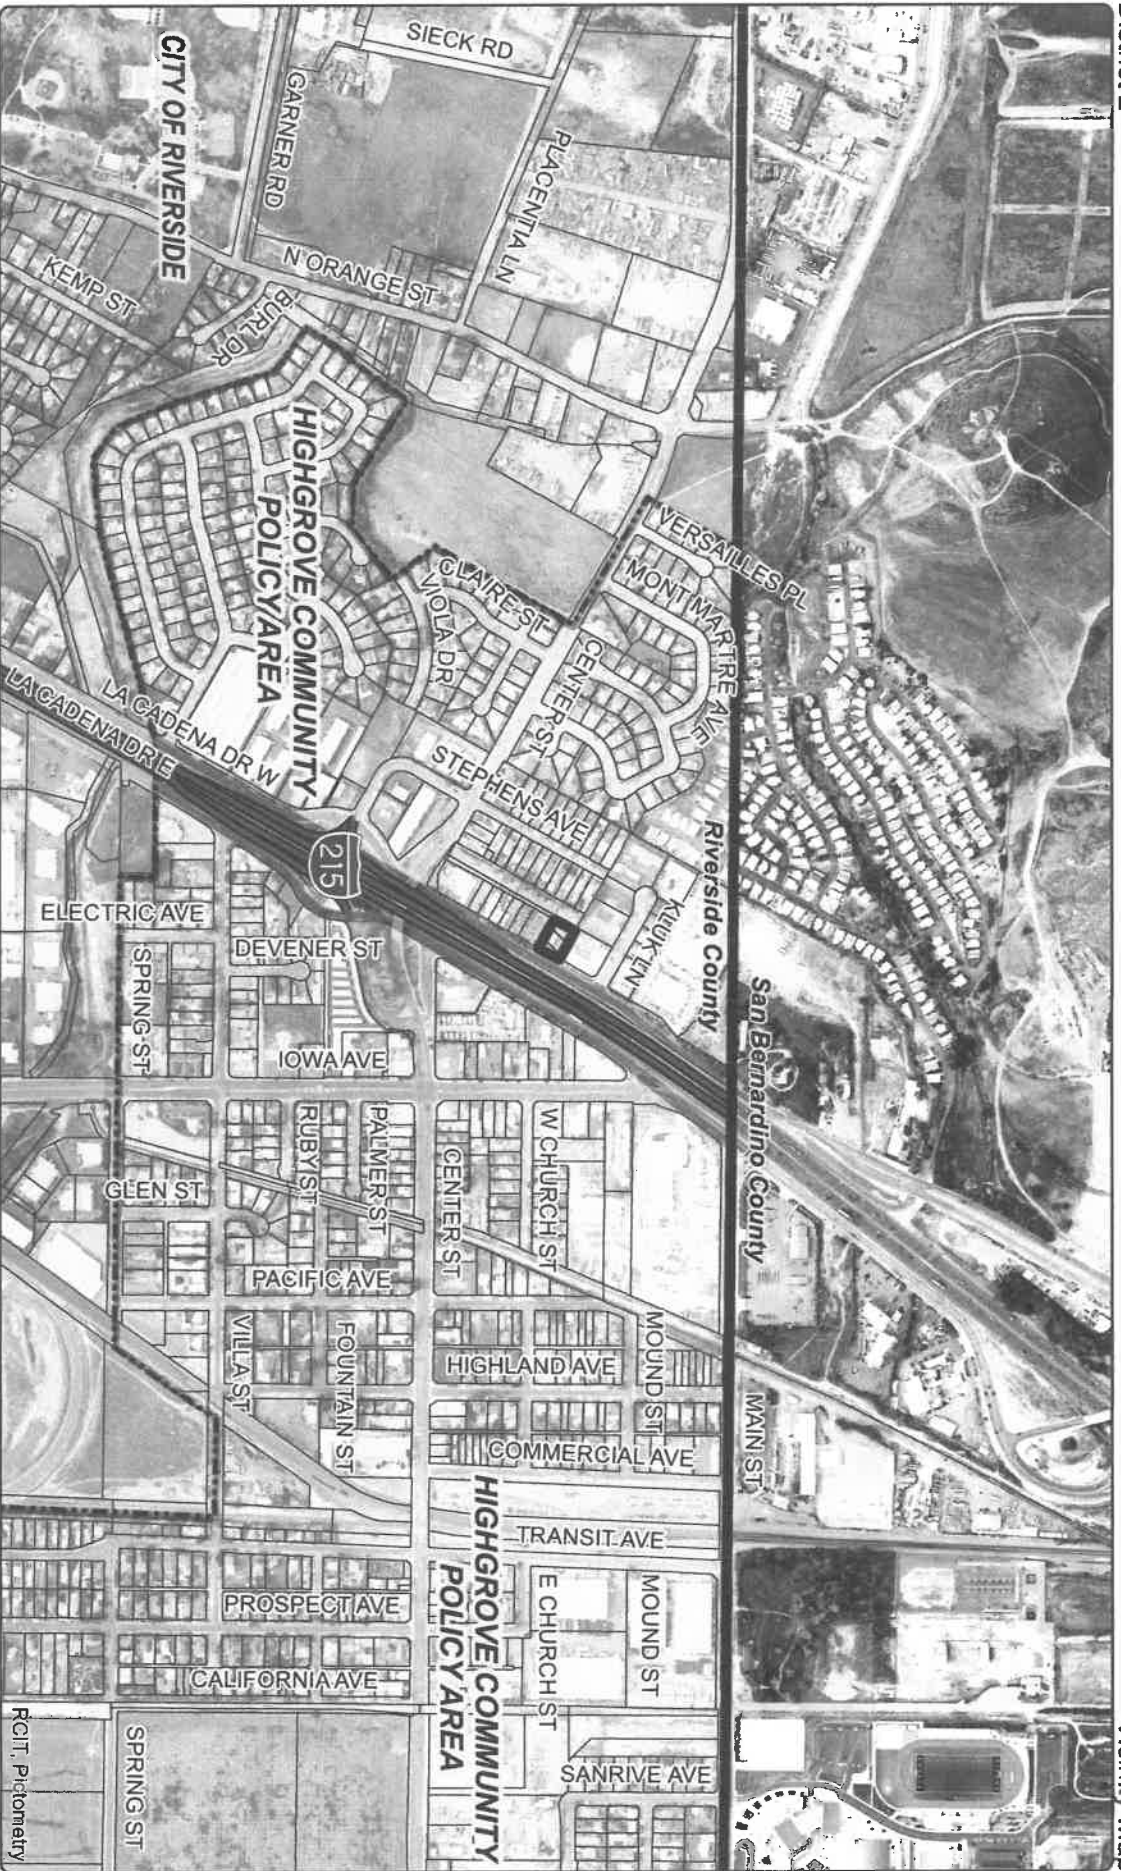 SIECK RD
GARNER RD
CITY OF RIVERSIDE
PLACENTIA LN
N ORANGE ST
KEMP ST
BURL DR
HIGHGROVE COMMUNITY
POLICY AREA
VERSAILLES PL
MONTMARTRE AVE
CLAIRE ST
VIOLA DR
CENTER ST
STEPHENS AVE
LA CADENA DR W
LA CADENA DR E
215
KLUK LN
Riverside County
San Bernardino County
ELECTRIC AVE
DEVENER ST
SPRING ST
IOWA AVE
RUBY ST
PALMER ST
CENTER ST
W CHURCH ST
GLEN ST
PACIFIC AVE
VILLA ST
FOUNTAIN ST
HIGHLAND AVE
MOUND ST
COMMERCIAL AVE
MAIN ST
HIGHGROVE COMMUNITY
POLICY AREA
TRANSIT AVE
PROSPECT AVE
E CHURCH ST
MOUND ST
CALIFORNIA AVE
SPRING ST
SANRIVE AVE
RCIT, Pictometry